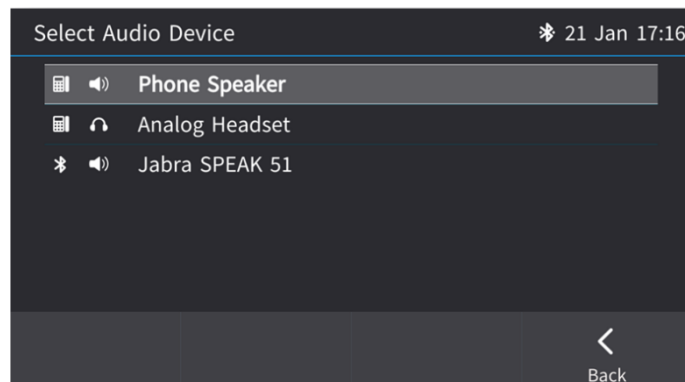 Select Audio Device
21 Jan 17:16
Phone Speaker
Analog Headset
Jabra SPEAK 51
Back